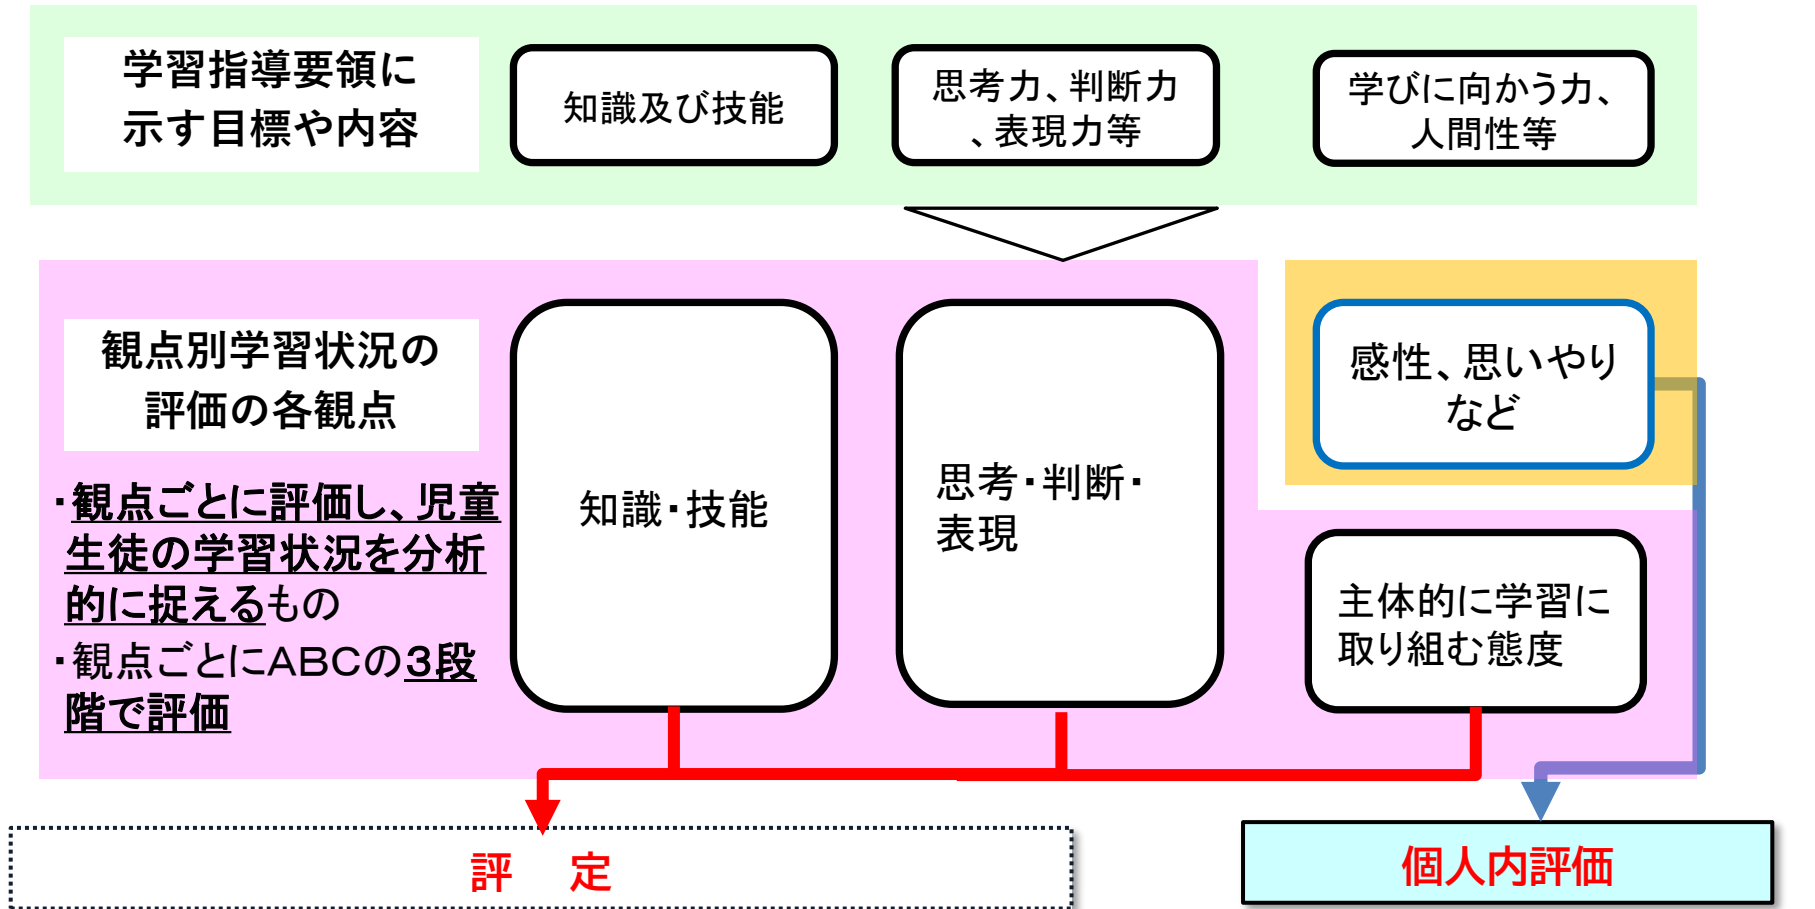 学習指導要領に
示す目標や内容
知識及び技能
思考力、判断力
、表現力等
学びに向かう力、
人間性等
観点別学習状況の
評価の各観点
・観点ごとに評価し、児童
生徒の学習状況を分析
的に捉えるもの
・観点ごとにABCの3段
階で評価
知識・技能
思考・判断・
表現
感性、思いやり
など
主体的に学習に
取り組む態度
評　定
個人内評価